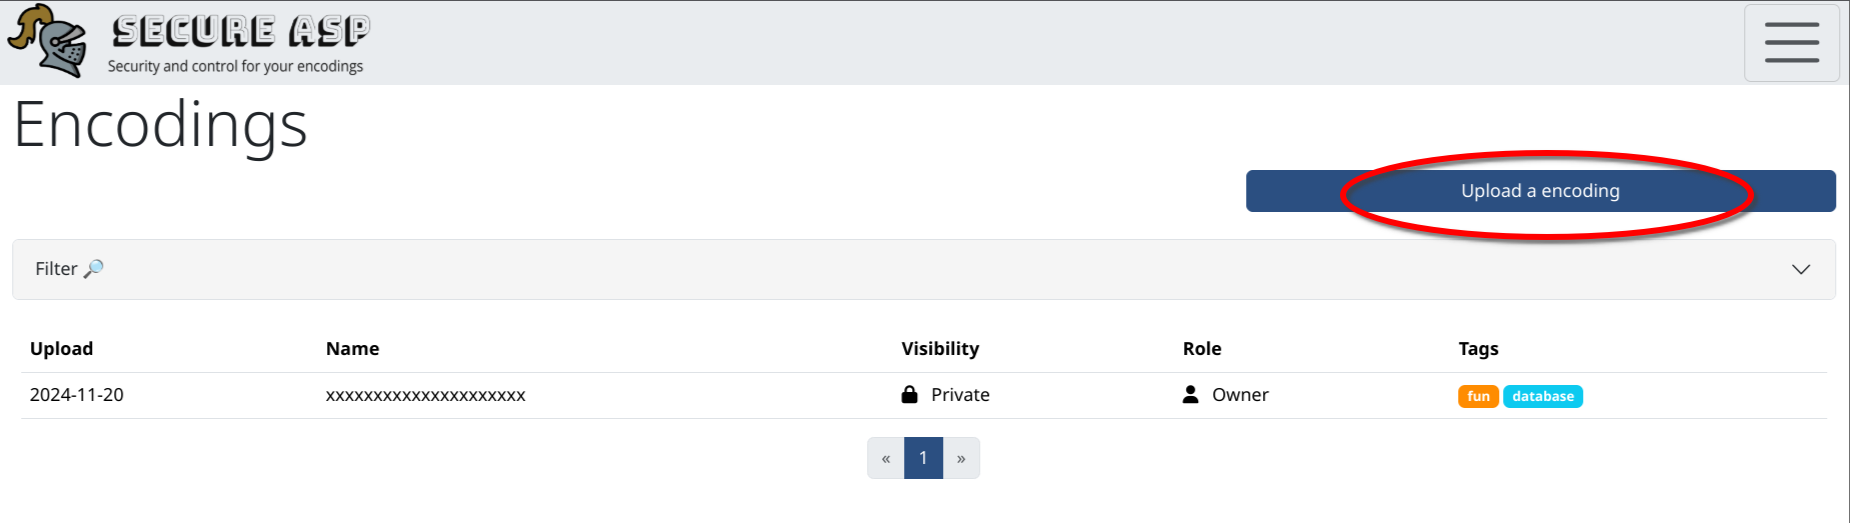 SECURE ASP
Security and control for your encodings
Encodings
Upload a encoding
Filter
Upload Name Visibility Role Tags
2024-11-20 xxxxxxxxxxxxxxxxxxxxx Private Owner fun database
« 1 »